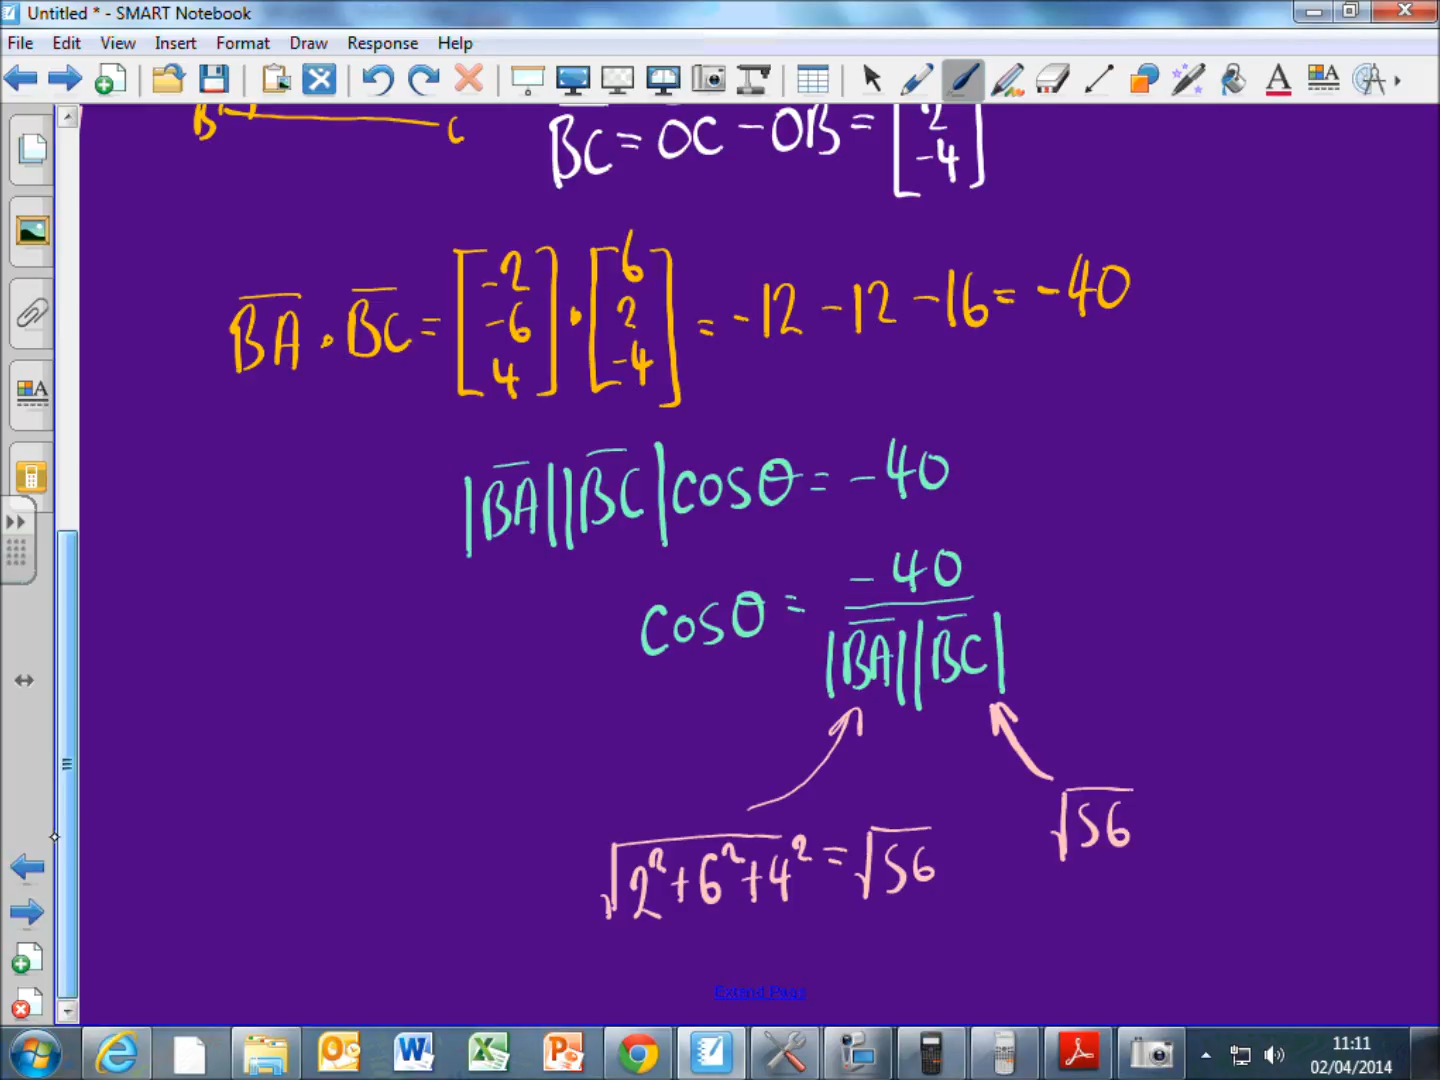 Untitled * - SMART Notebook
File Edit View Insert Format Draw Response Help
B C
BC = OC - OB = [2 -4]
BA . BC = [-2 -6 4] . [6 2 -4] = -12 -12 -16 = -40
|BA||BC|cosθ = -40
cosθ = -40 / |BA||BC|
√56
√2²+6²+4² = √56
Extend Page
11:11
02/04/2014